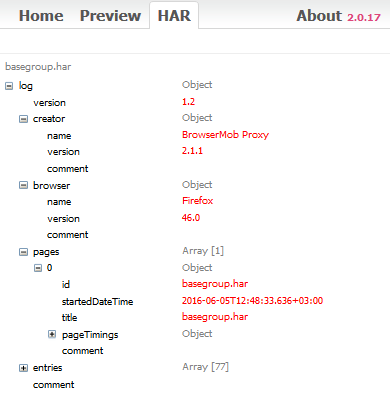 Home Preview HAR About 2.0.17
basegroup.har
log Object
version 1.2
creator Object
name BrowserMob Proxy
version 2.1.1
comment
browser Object
name Firefox
version 46.0
comment
pages Array [1]
0 Object
id basegroup.har
startedDateTime 2016-06-05T12:48:33.636+03:00
title basegroup.har
pageTimings Object
comment
entries Array [77]
comment